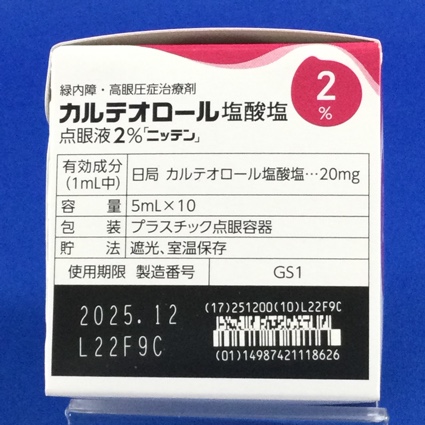 緑内障・高眼圧症治療剤
カルテオロール塩酸塩
点眼液2%「ニッテン」
2
%
有効成分
(1mL中)
日局 カルテオロール塩酸塩…20mg
容 量 5mL×10
包 装 プラスチック点眼容器
貯 法 遮光、室温保存
使用期限 製造番号 GS1
2025.12
L22F9C
(17)251200(10)L22F9C
(01)14987421118626